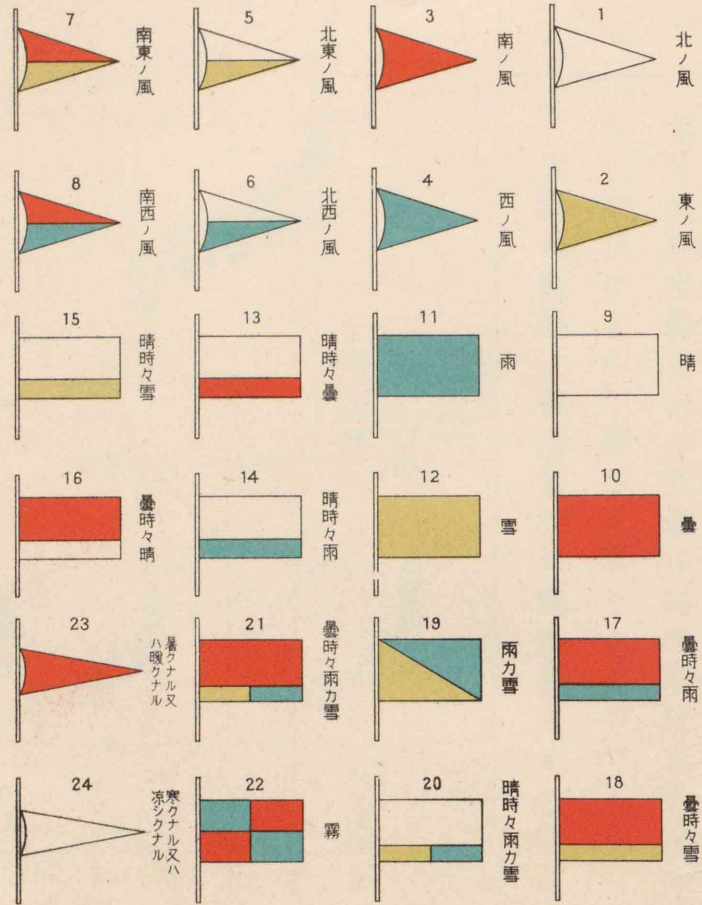 1
北ノ風
2
東ノ風
3
南ノ風
4
西ノ風
5
北東ノ風
6
北西ノ風
7
南東ノ風
8
南西ノ風
9
晴
10
曇
11
雨
12
雪
13
晴時々曇
14
晴時々雨
15
晴時々雪
16
曇時々晴
17
曇時々雨
18
曇時々雪
19
雨カ雪
20
晴時々雨カ雪
21
曇時々雨カ雪
22
霧
23
暑クナル又
ハ暖クナル
24
寒クナル又ハ
凉シクナル